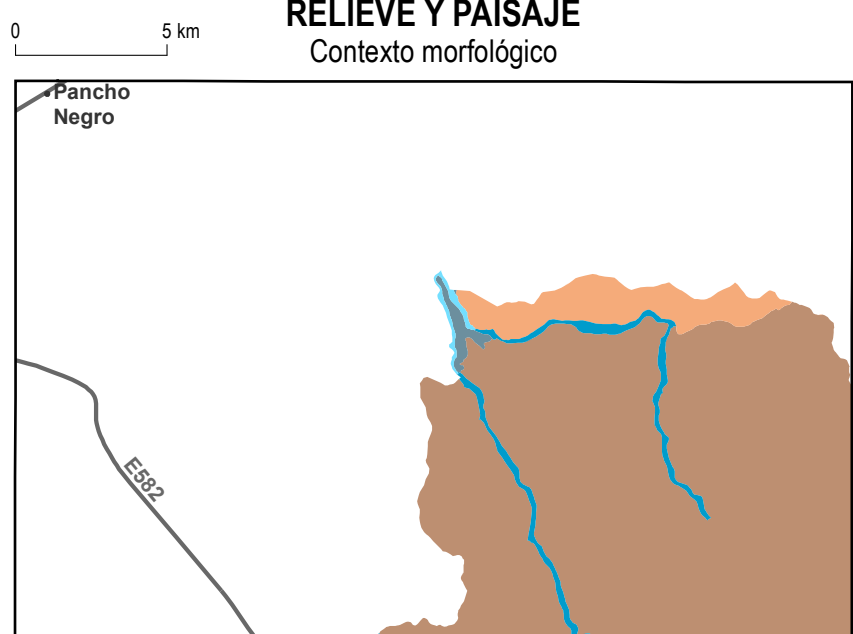 RELIEVE Y PAISAJE
Contexto morfológico
0 5 km
Pancho
Negro
E582